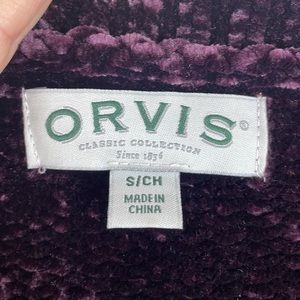 ORVIS®
CLASSIC COLLECTION
Since 1856
S/CH
MADE IN
CHINA